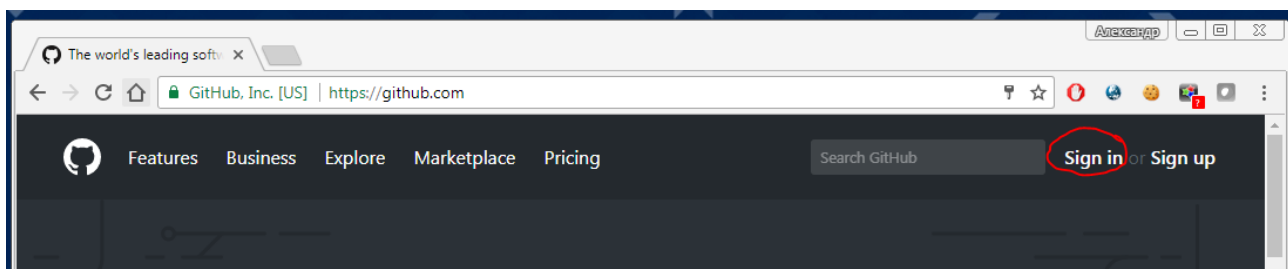 Александр
The world's leading softw
GitHub, Inc. [US] | https://github.com
?
Features Business Explore Marketplace Pricing Search GitHub Sign in or Sign up